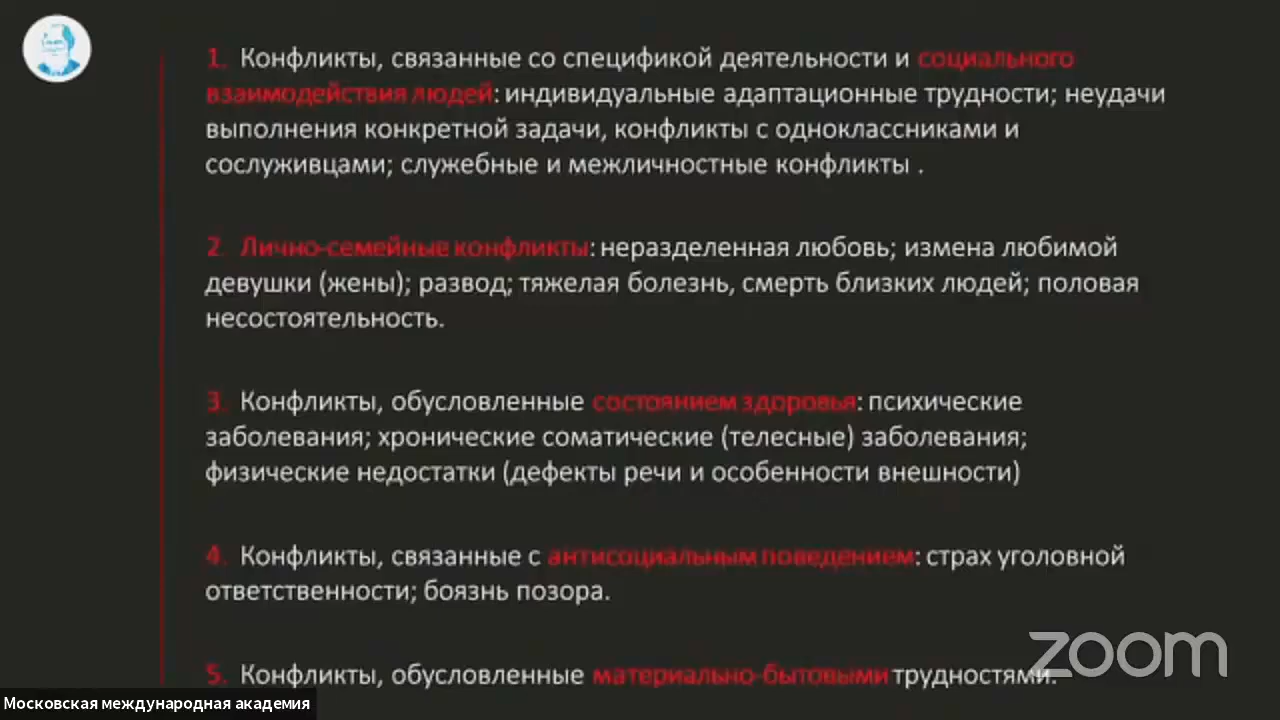 1. Конфликты, связанные со спецификой деятельности и социального
взаимодействия людей: индивидуальные адаптационные трудности; неудачи
выполнения конкретной задачи, конфликты с одноклассниками и
сослуживцами; служебные и межличностные конфликты .
2. Лично-семейные конфликты: неразделенная любовь; измена любимой
девушки (жены); развод; тяжелая болезнь, смерть близких людей; половая
несостоятельность.
3. Конфликты, обусловленные состоянием здоровья: психические
заболевания; хронические соматические (телесные) заболевания;
физические недостатки (дефекты речи и особенности внешности)
4. Конфликты, связанные с антисоциальным поведением: страх уголовной
ответственности; боязнь позора.
5. Конфликты, обусловленные материально-бытовыми трудностями.
zoom
Московская международная академия